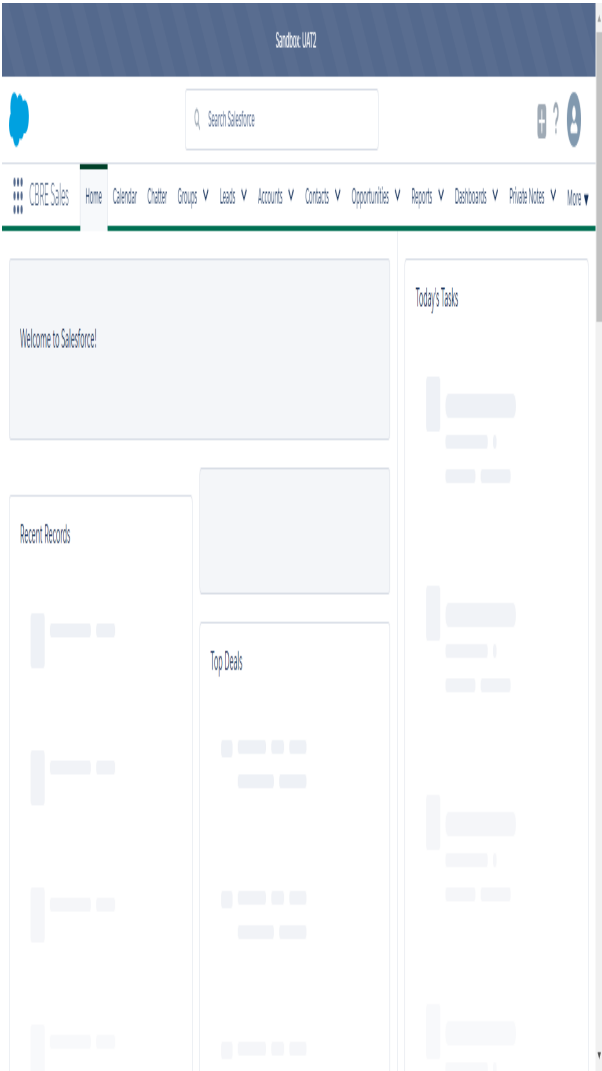 Sandbox: UAT2
Search Salesforce
?
CBRE Sales
Home
Calendar
Chatter
Groups
Leads
Accounts
Contacts
Opportunities
Reports
Dashboards
Private Notes
More
Welcome to Salesforce!
Today's Tasks
Recent Records
Top Deals